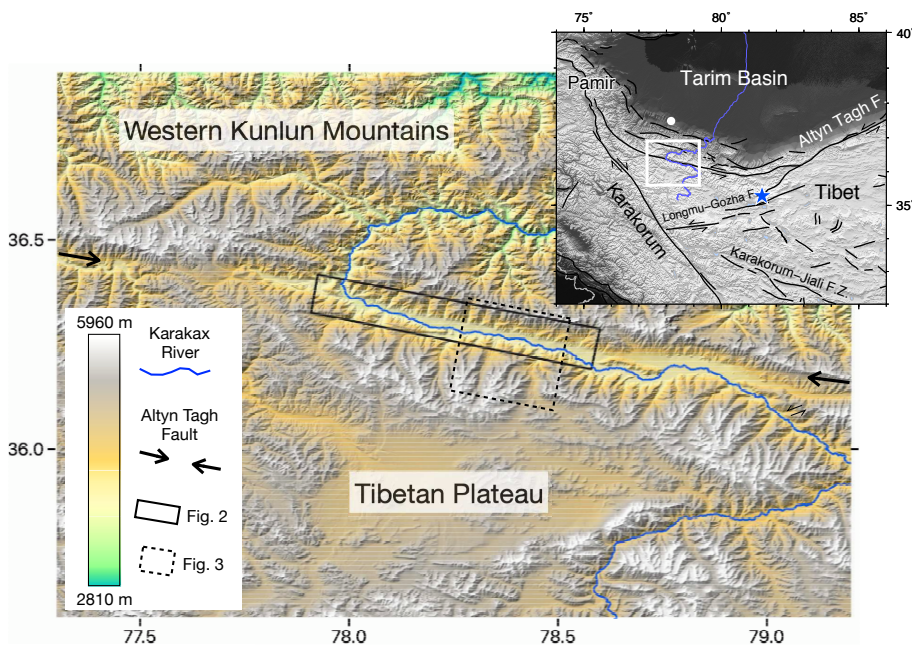 75°
80°
85°
40°
Pamir
Tarim Basin
Altyn Tagh F.
Western Kunlun Mountains
Longmu-Gozha F.
Tibet
35°
Karakorum
Karakorum-Jiali F.Z.
36.5
5960 m
Karakax
River
Altyn Tagh
Fault
36.0
Tibetan Plateau
Fig. 2
Fig. 3
2810 m
77.5
78.0
78.5
79.0